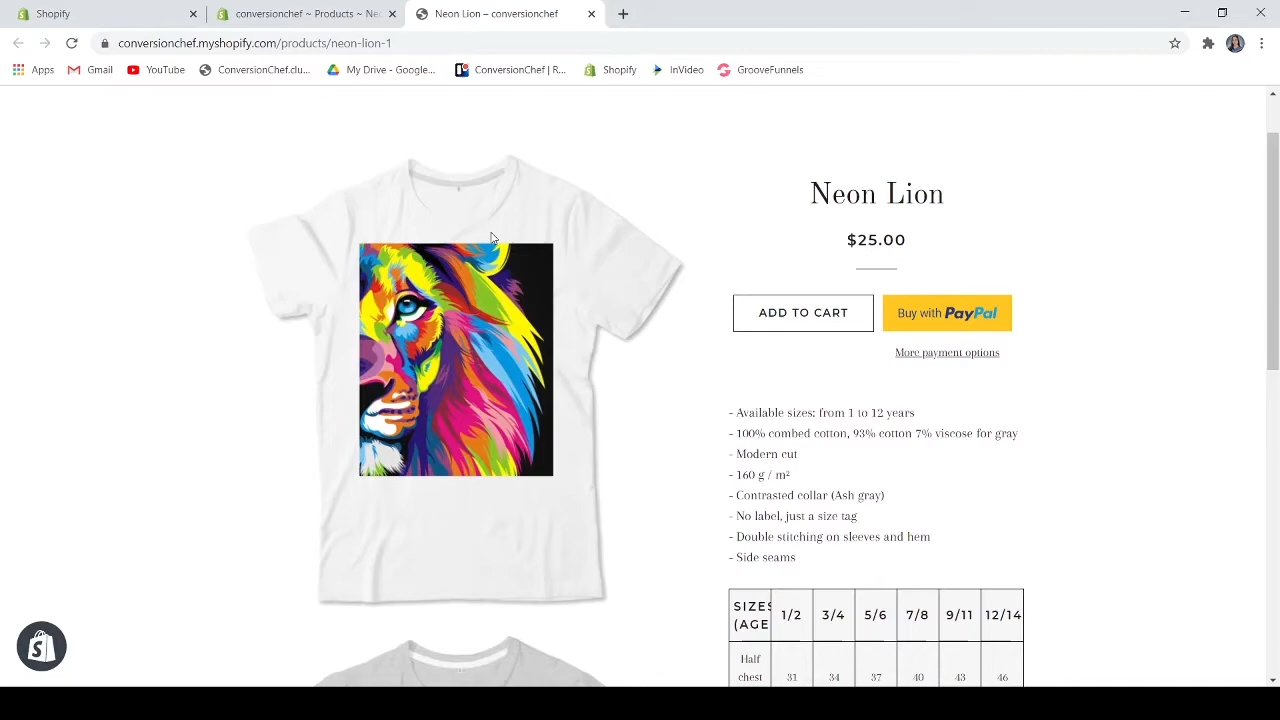 Shopify
conversionchef ~ Products ~ Ne
Neon Lion – conversionchef
conversionchef.myshopify.com/products/neon-lion-1
Apps
Gmail
YouTube
ConversionChef.clu...
My Drive - Google...
ConversionChef | R...
Shopify
InVideo
GrooveFunnels
Neon Lion
$25.00
ADD TO CART
Buy with PayPal
More payment options
- Available sizes: from 1 to 12 years
- 100% combed cotton, 93% cotton 7% viscose for gray
- Modern cut
- 160 g / m²
- Contrasted collar (Ash gray)
- No label, just a size tag
- Double stitching on sleeves and hem
- Side seams
SIZES (AGE 1/2 3/4 5/6 7/8 9/11 12/14
Half chest 31 34 37 40 43 46